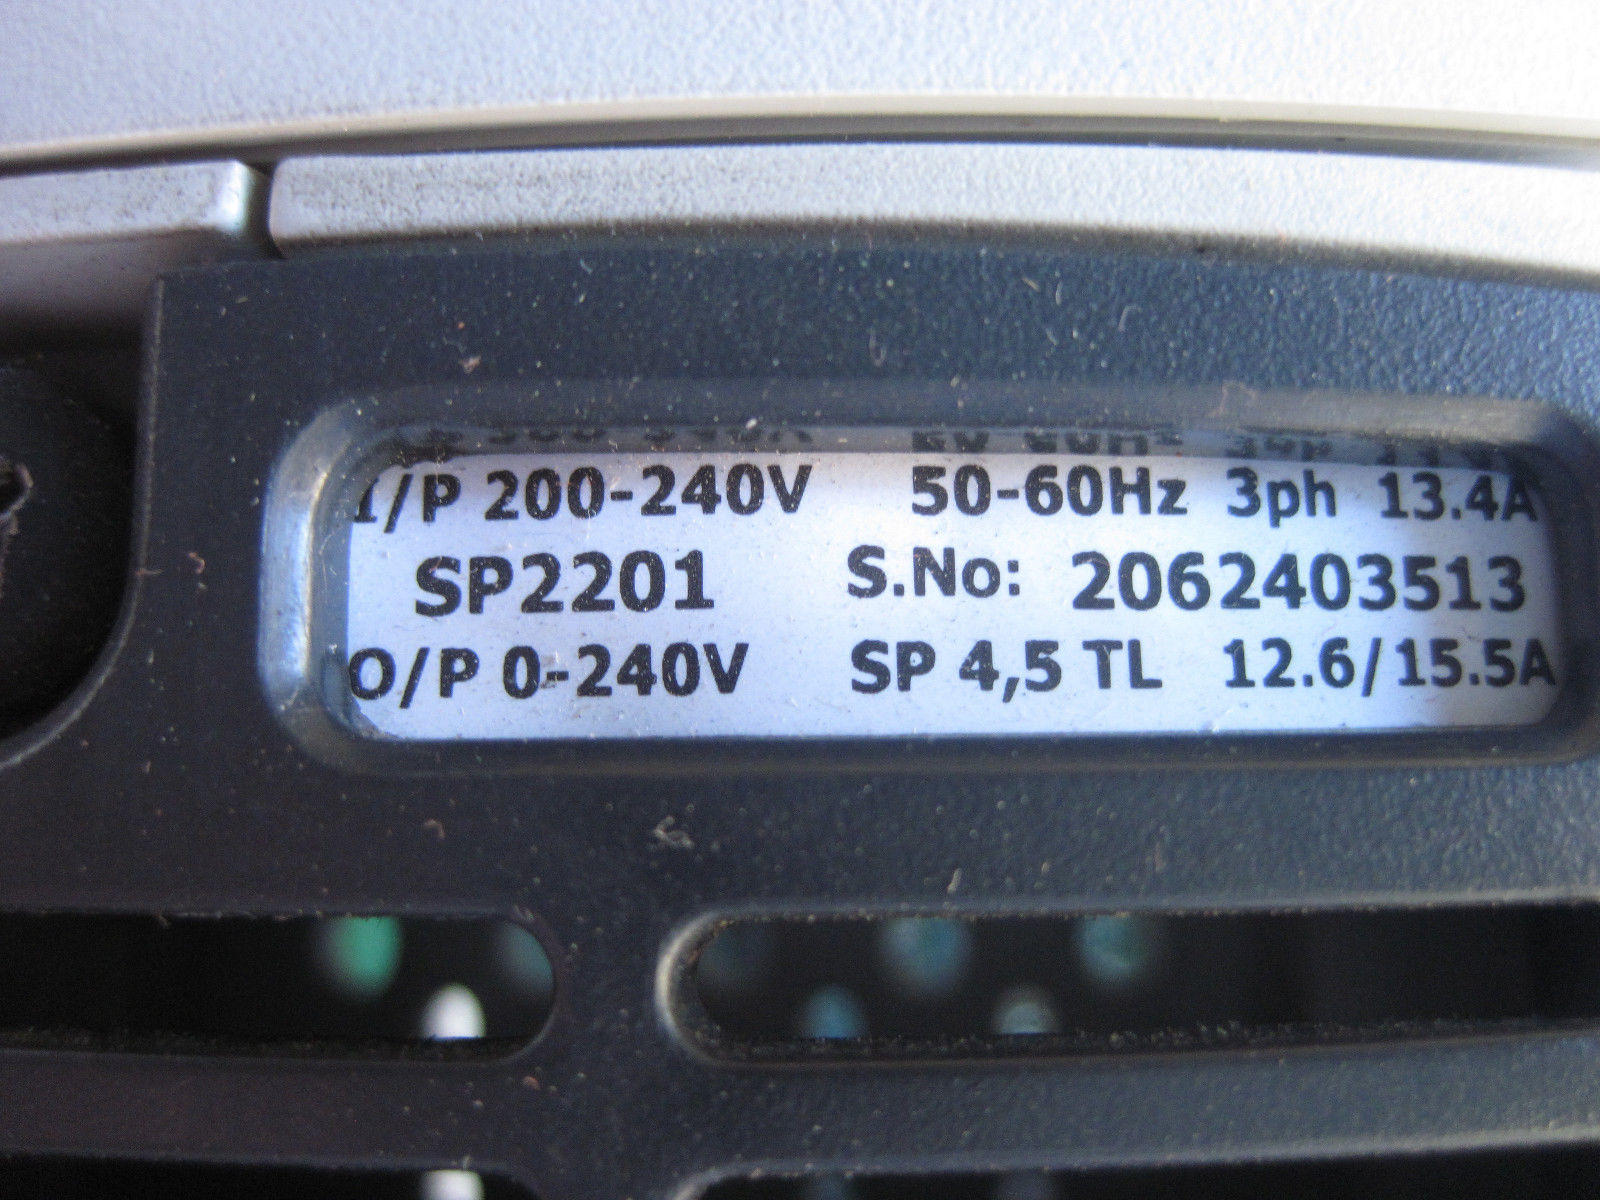 I/P 200-240V 50-60Hz 3ph 13.4A
SP2201 S.No: 2062403513
O/P 0-240V SP 4,5 TL 12.6/15.5A